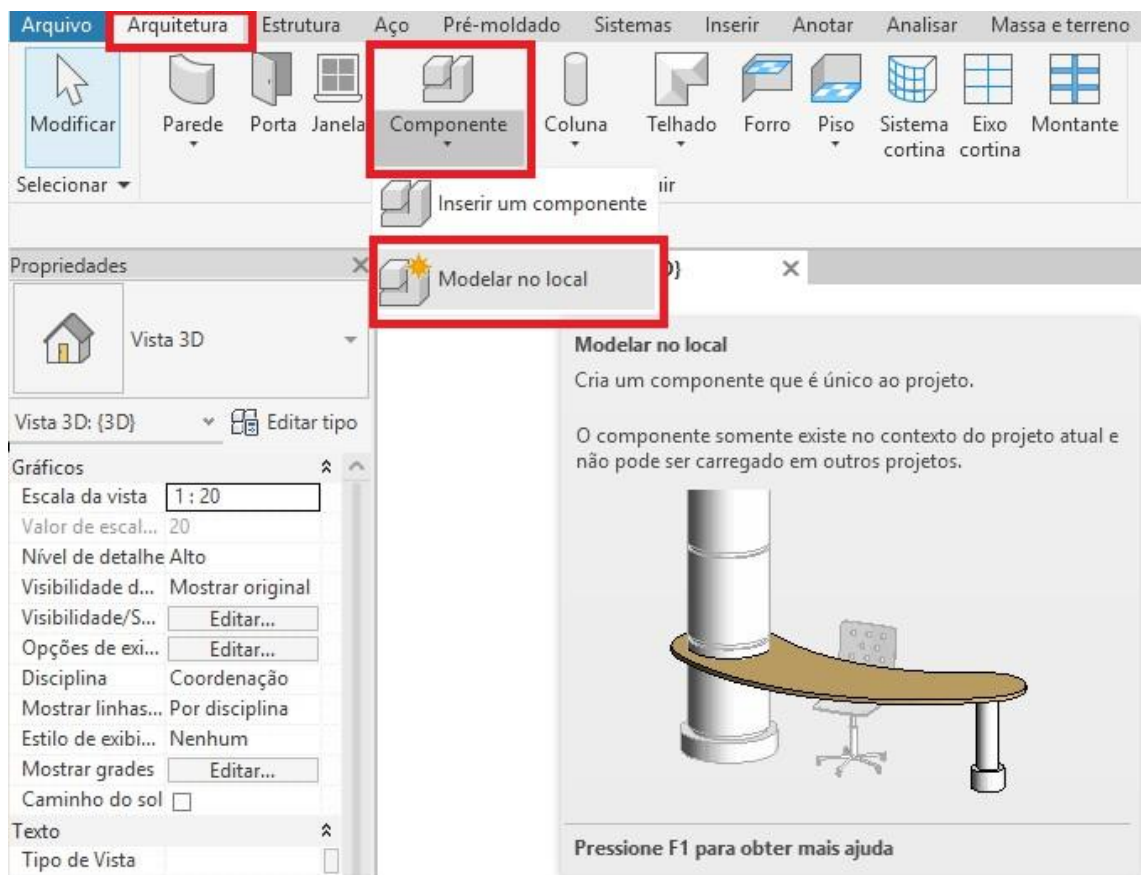 Arquivo Arquitetura Estrutura Aço Pré-moldado Sistemas Inserir Anotar Analisar Massa e terreno
Modificar Parede Porta Janela Componente Coluna Telhado Forro Piso Sistema cortina Eixo cortina Montante
Selecionar
Inserir um componente
Modelar no local
Propriedades
Vista 3D
Vista 3D: {3D} Editar tipo
Gráficos
Escala da vista 1 : 20
Valor de escal... 20
Nível de detalhe Alto
Visibilidade d... Mostrar original
Visibilidade/S... Editar...
Opções de exi... Editar...
Disciplina Coordenação
Mostrar linhas... Por disciplina
Estilo de exibi... Nenhum
Mostrar grades Editar...
Caminho do sol
Texto
Tipo de Vista
Modelar no local
Cria um componente que é único ao projeto.
O componente somente existe no contexto do projeto atual e
não pode ser carregado em outros projetos.
Pressione F1 para obter mais ajuda